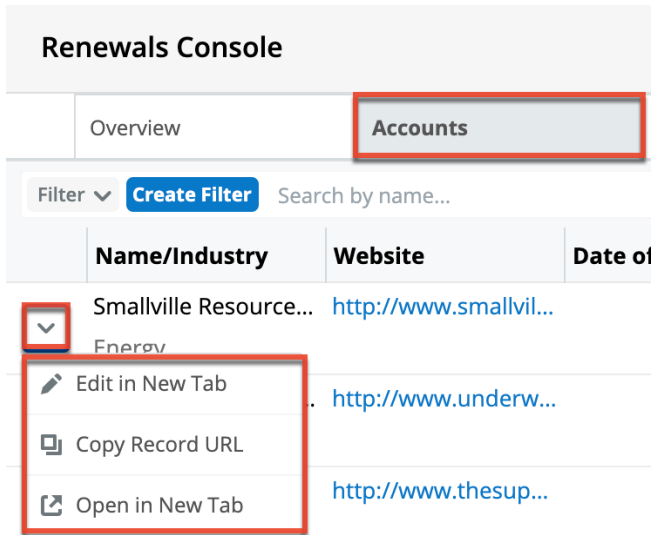 Renewals Console
Overview Accounts
Filter Create Filter Search by name...
Name/Industry Website Date of
Smallville Resource... http://www.smallvil...
Energy
Edit in New Tab . http://www.underw...
Copy Record URL
Open in New Tab http://www.thesup...